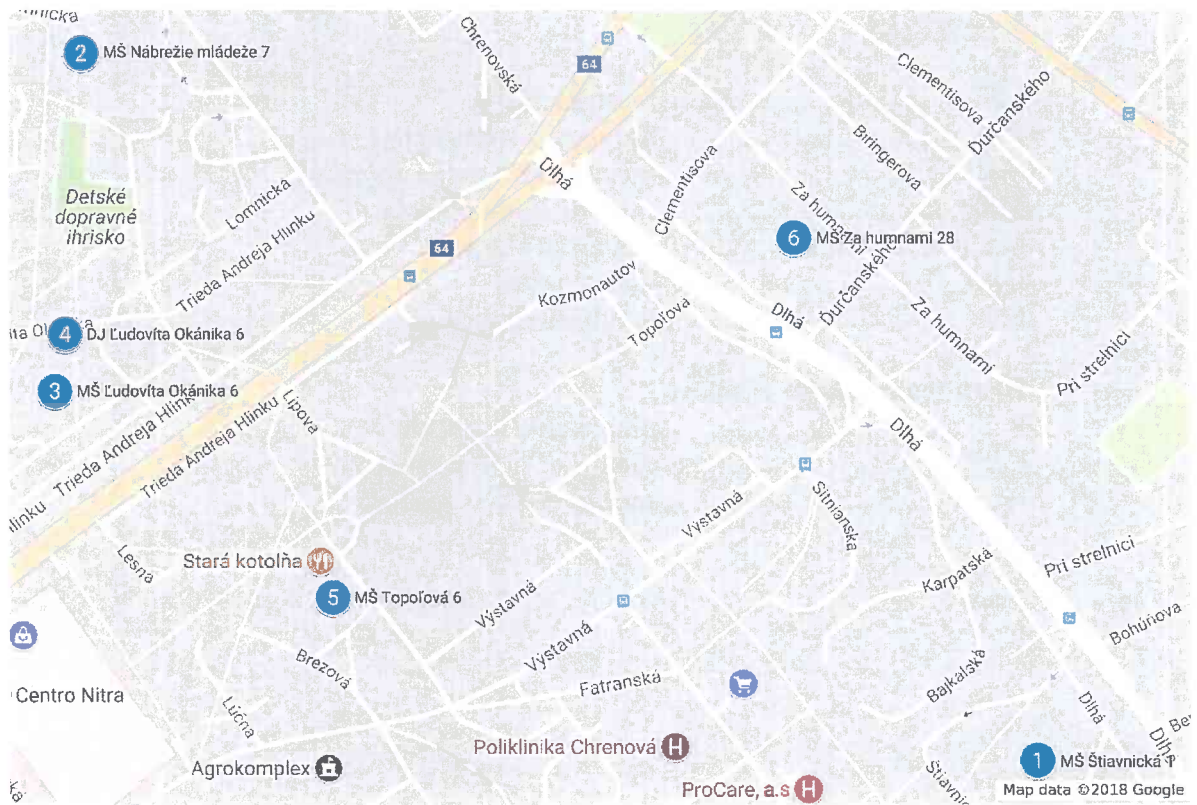 2 MŠ Nábrežie mládeže 7
Chrenovská
64
Clementisova
Ďurčanského
Biringerova
Dlhá
Clementisova
Za humnami
Detské
dopravné
ihrisko
Lomnická
Trieda Andreja Hlinku
64
6 MŠ Za humnami 28
Ďurčanského
Kozmonautov
Topoľová
Dlhá
Za humnami
4 DJ Ľudovíta Okánika 6
3 MŠ Ľudovíta Okánika 6
Pri strelnici
Trieda Andreja Hlinku
Trieda Andreja Hlinku
Lipová
Dlhá
Hlinku
Výstavná
Sitnianska
Lesná
Stará kotolňa
5 MŠ Topoľová 6
Výstavná
Karpatská
Pri strelnici
Bohúňova
Výstavná
Brezová
Fatranská
Bajkalská
Centro Nitra
Lúčna
Dlhá
Dlhá
Poliklinika Chrenová H
Agrokomplex
1 MŠ Štiavnická 1
ProCare, a.s H
Map data ©2018 Google